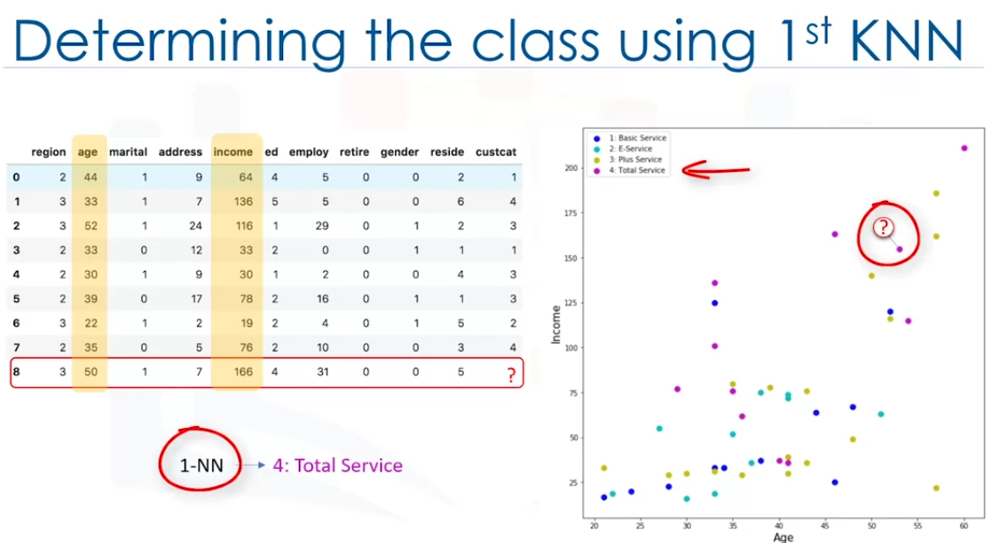 Determining the class using 1st KNN
region age marital address income ed employ retire gender reside custcat
0 2 44 1 9 64 4 5 0 0 2 1
1 3 33 1 7 136 5 5 0 0 6 4
2 3 52 1 24 116 1 29 0 1 2 3
3 2 33 0 12 33 2 0 0 1 1 1
4 2 30 1 9 30 1 2 0 0 4 3
5 2 39 0 17 78 2 16 0 1 1 3
6 3 22 1 2 19 2 4 0 1 5 2
7 2 35 0 5 76 2 10 0 0 3 4
8 3 50 1 7 166 4 31 0 0 5 ?
1-NN 4: Total Service
1: Basic Service
2: E-Service
3: Plus Service
4: Total Service
?
200
175
150
125
100
75
50
25
Income
20 25 30 35 40 45 50 55 60
Age